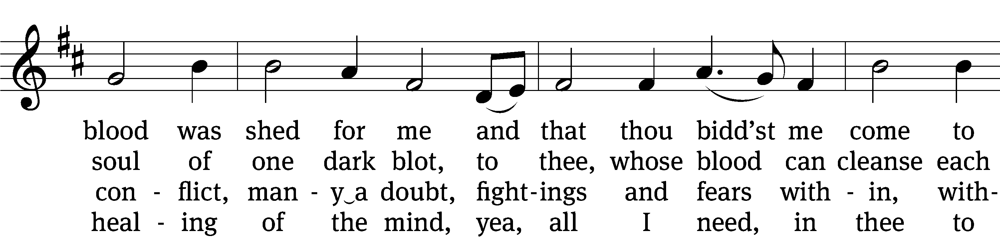 blood was shed for me and that thou bidd’st me come to
soul of one dark blot, to thee, whose blood can cleanse each
con - flict, man - y‿a doubt, fight-ings and fears with - in, with-
heal - ing of the mind, yea, all I need, in thee to